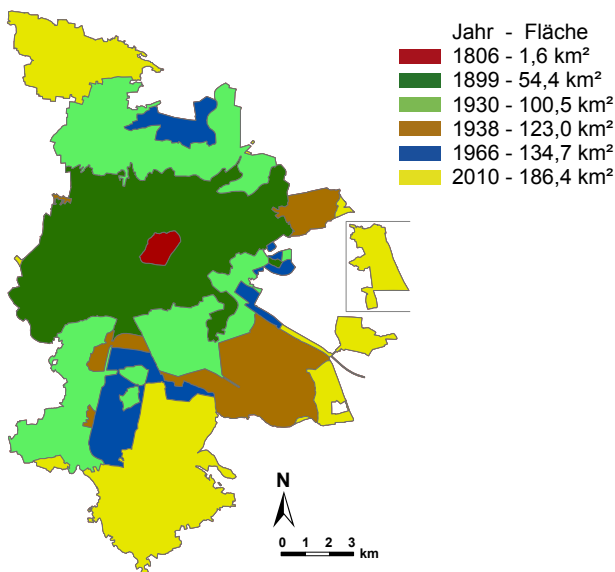 Jahr - Fläche
1806 - 1,6 km²
1899 - 54,4 km²
1930 - 100,5 km²
1938 - 123,0 km²
1966 - 134,7 km²
2010 - 186,4 km²
N
0 1 2 3
km